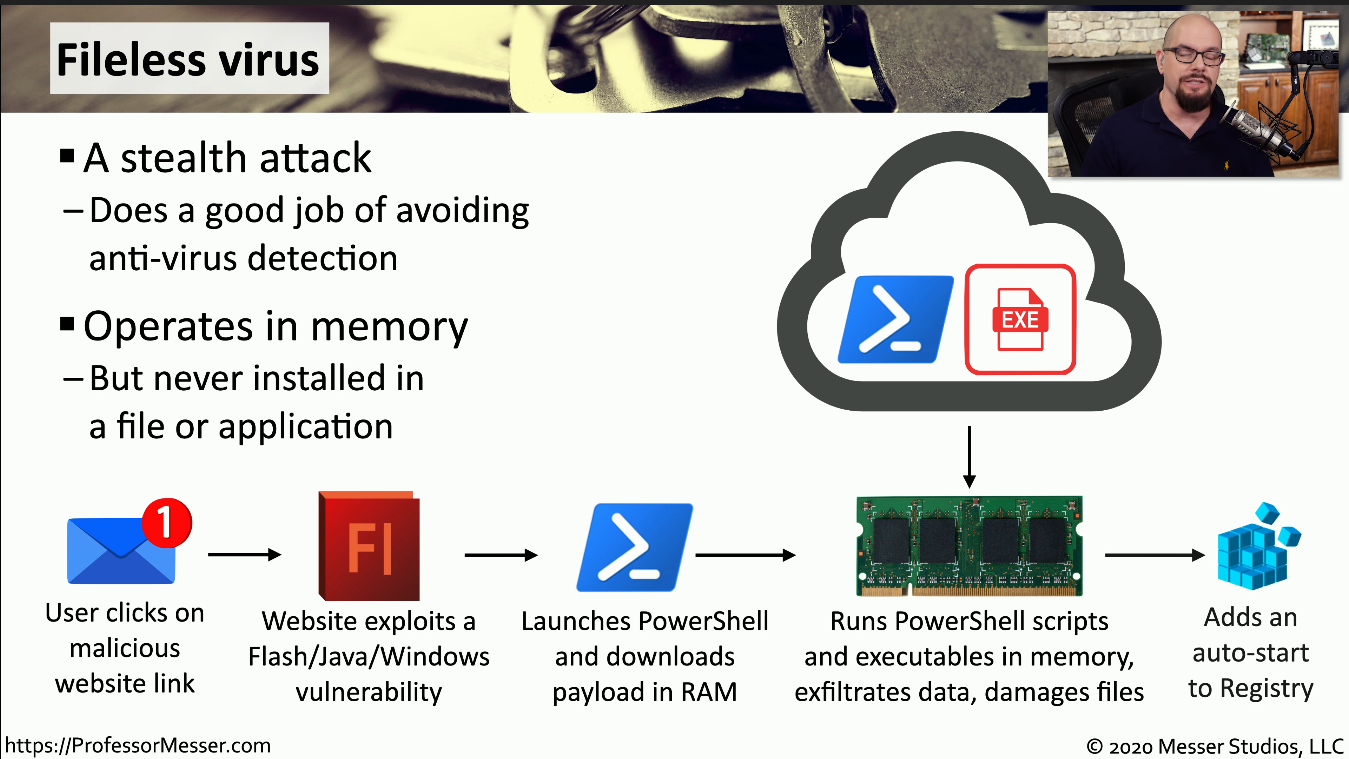 Fileless virus
▪ A stealth attack
– Does a good job of avoiding
anti-virus detection
▪ Operates in memory
– But never installed in
a file or application
EXE
1
Fl
User clicks on
malicious
website link
Website exploits a
Flash/Java/Windows
vulnerability
Launches PowerShell
and downloads
payload in RAM
Runs PowerShell scripts
and executables in memory,
exfiltrates data, damages files
Adds an
auto-start
to Registry
https://ProfessorMesser.com
© 2020 Messer Studios, LLC